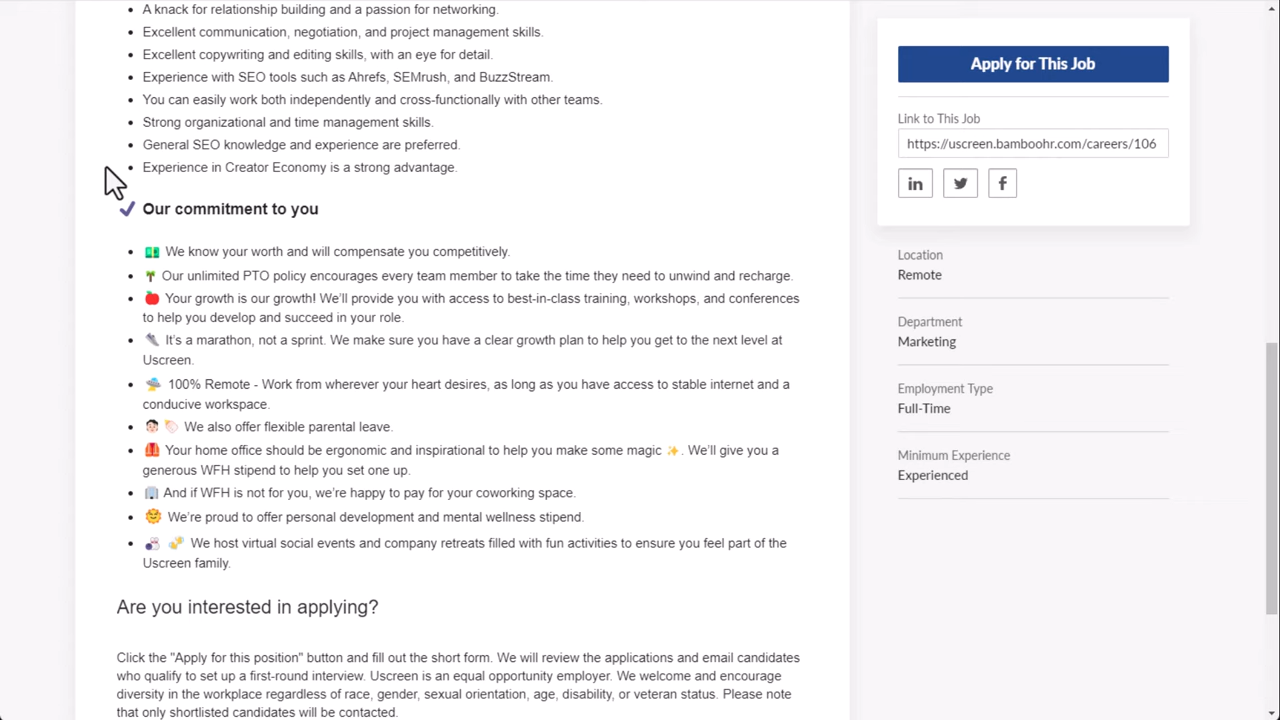 A knack for relationship building and a passion for networking.
Excellent communication, negotiation, and project management skills.
Excellent copywriting and editing skills, with an eye for detail.
Experience with SEO tools such as Ahrefs, SEMrush, and BuzzStream.
You can easily work both independently and cross-functionally with other teams.
Strong organizational and time management skills.
General SEO knowledge and experience are preferred.
Experience in Creator Economy is a strong advantage.
Our commitment to you
We know your worth and will compensate you competitively.
Our unlimited PTO policy encourages every team member to take the time they need to unwind and recharge.
Your growth is our growth! We’ll provide you with access to best-in-class training, workshops, and conferences
to help you develop and succeed in your role.
It’s a marathon, not a sprint. We make sure you have a clear growth plan to help you get to the next level at
Uscreen.
100% Remote - Work from wherever your heart desires, as long as you have access to stable internet and a
conducive workspace.
We also offer flexible parental leave.
Your home office should be ergonomic and inspirational to help you make some magic ✨. We’ll give you a
generous WFH stipend to help you set one up.
And if WFH is not for you, we’re happy to pay for your coworking space.
We’re proud to offer personal development and mental wellness stipend.
We host virtual social events and company retreats filled with fun activities to ensure you feel part of the
Uscreen family.
Are you interested in applying?
Click the "Apply for this position" button and fill out the short form. We will review the applications and email candidates
who qualify to set up a first-round interview. Uscreen is an equal opportunity employer. We welcome and encourage
diversity in the workplace regardless of race, gender, sexual orientation, age, disability, or veteran status. Please note
that only shortlisted candidates will be contacted.
Apply for This Job
Link to This Job
https://uscreen.bamboohr.com/careers/106
Location
Remote
Department
Marketing
Employment Type
Full-Time
Minimum Experience
Experienced